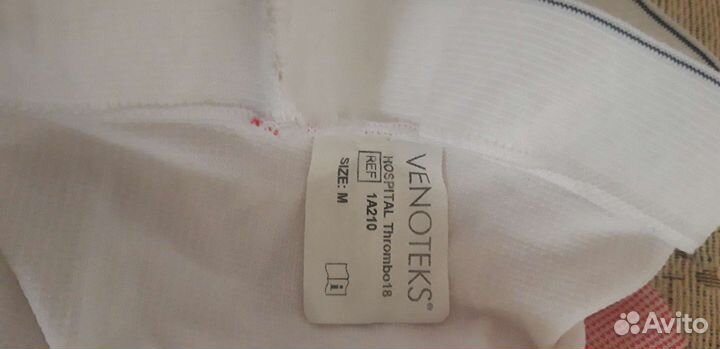 VENOTEKS®
HOSPITAL Thrombo18
REF 1A210
SIZE: M
i
Avito